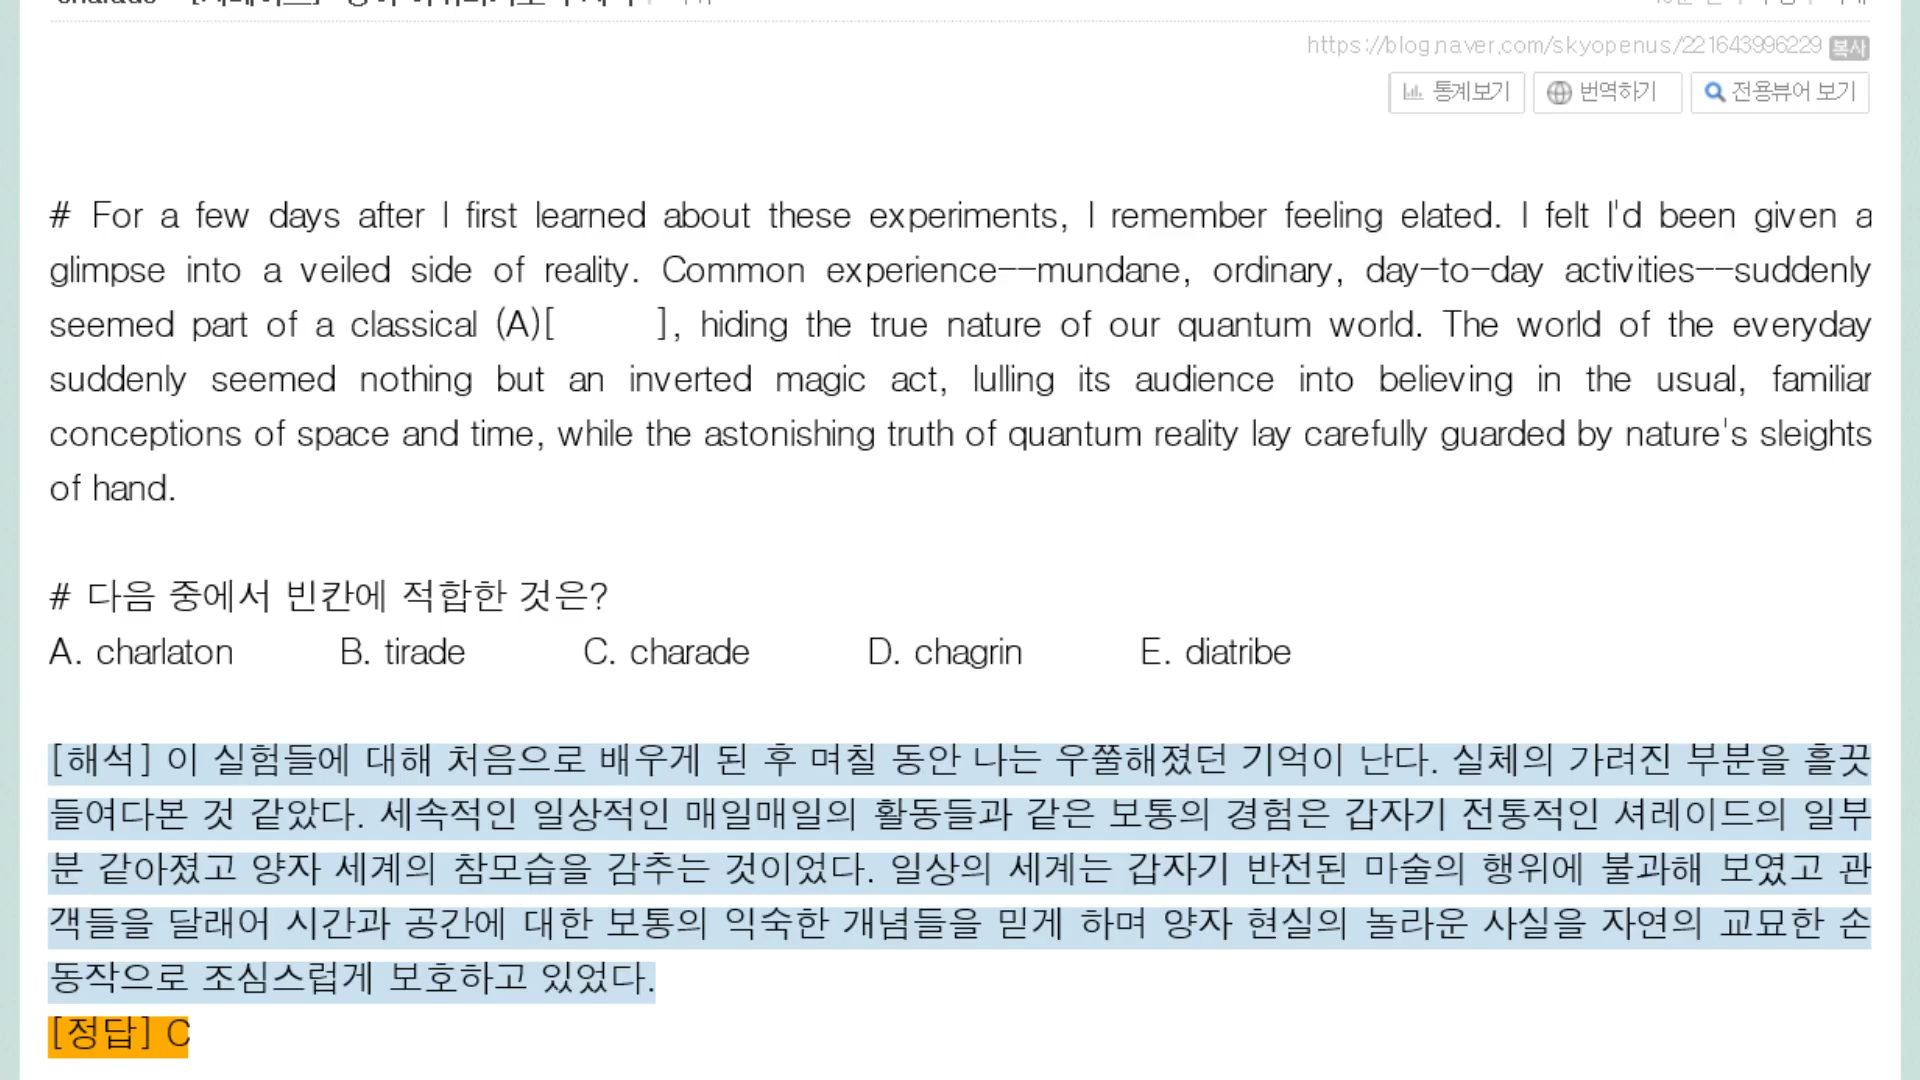 https://blog.naver.com/skyopenus/221643996229 복사
통계보기 번역하기 전용뷰어 보기
# For a few days after I first learned about these experiments, I remember feeling elated. I felt I'd been given a
glimpse into a veiled side of reality. Common experience--mundane, ordinary, day-to-day activities--suddenly
seemed part of a classical (A)[ ], hiding the true nature of our quantum world. The world of the everyday
suddenly seemed nothing but an inverted magic act, lulling its audience into believing in the usual, familiar
conceptions of space and time, while the astonishing truth of quantum reality lay carefully guarded by nature's sleights
of hand.
# 다음 중에서 빈칸에 적합한 것은?
A. charlaton B. tirade C. charade D. chagrin E. diatribe
[해석] 이 실험들에 대해 처음으로 배우게 된 후 며칠 동안 나는 우쭐해졌던 기억이 난다. 실체의 가려진 부분을 흘끗
들여다본 것 같았다. 세속적인 일상적인 매일매일의 활동들과 같은 보통의 경험은 갑자기 전통적인 셔레이드의 일부
분 같아졌고 양자 세계의 참모습을 감추는 것이었다. 일상의 세계는 갑자기 반전된 마술의 행위에 불과해 보였고 관
객들을 달래어 시간과 공간에 대한 보통의 익숙한 개념들을 믿게 하며 양자 현실의 놀라운 사실을 자연의 교묘한 손
동작으로 조심스럽게 보호하고 있었다.
[정답] C